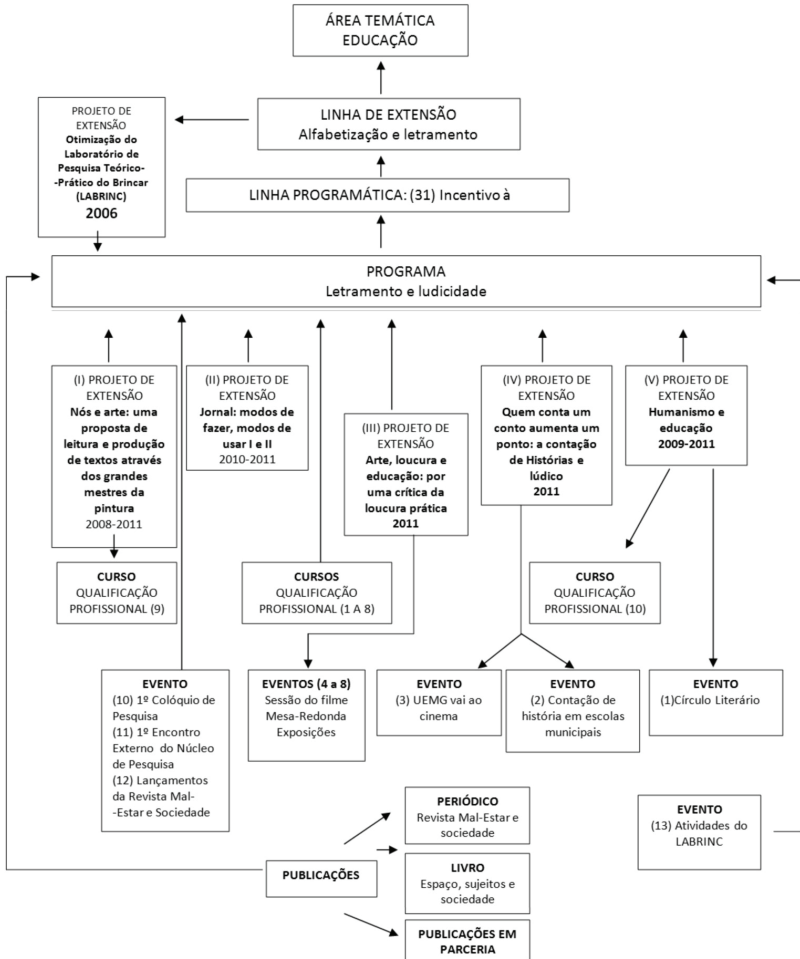 ÁREA TEMÁTICA
EDUCAÇÃO
LINHA DE EXTENSÃO
Alfabetização e letramento
PROJETO DE
EXTENSÃO
Otimização do
Laboratório de
Pesquisa Teórico-
-Prático do Brincar
(LABRINC)
2006
LINHA PROGRAMÁTICA: (31) Incentivo à
PROGRAMA
Letramento e ludicidade
(I) PROJETO DE
EXTENSÃO
Nós e arte: uma
proposta de
leitura e produção
de textos através
dos grandes
mestres da
pintura
2008-2011
(II) PROJETO DE
EXTENSÃO
Jornal: modos de
fazer, modos de
usar I e II
2010-2011
(III) PROJETO DE
EXTENSÃO
Arte, loucura e
educação: por
uma crítica da
loucura prática
2011
(IV) PROJETO DE
EXTENSÃO
Quem conta um
conto aumenta um
ponto: a contação
de Histórias e
lúdico
2011
(V) PROJETO DE
EXTENSÃO
Humanismo e
educação
2009-2011
CURSO
QUALIFICAÇÃO
PROFISSIONAL (9)
CURSOS
QUALIFICAÇÃO
PROFISSIONAL (1 A 8)
CURSO
QUALIFICAÇÃO
PROFISSIONAL (10)
EVENTO
(10) 1º Colóquio de
Pesquisa
(11) 1º Encontro
Externo do Núcleo
de Pesquisa
(12) Lançamentos
da Revista Mal-
-Estar e Sociedade
EVENTOS (4 a 8)
Sessão do filme
Mesa-Redonda
Exposições
EVENTO
(3) UEMG vai ao
cinema
EVENTO
(2) Contação de
história em escolas
municipais
EVENTO
(1)Círculo Literário
PUBLICAÇÕES
PERIÓDICO
Revista Mal-Estar e
sociedade
LIVRO
Espaço, sujeitos e
sociedade
PUBLICAÇÕES EM
PARCERIA
EVENTO
(13) Atividades do
LABRINC